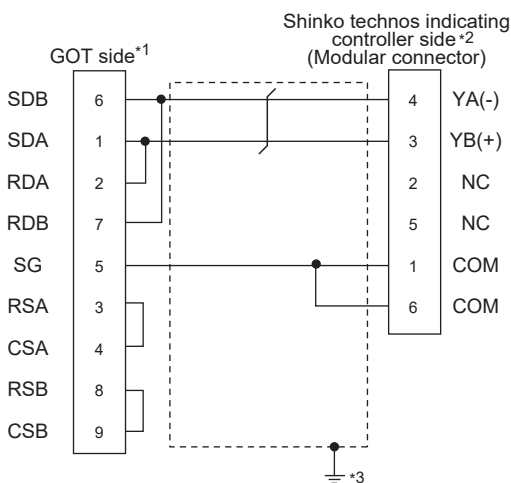 Shinko technos indicating
controller side*2
(Modular connector)
GOT side*1
SDB 6 4 YA(-)
SDA 1 3 YB(+)
RDA 2 2 NC
RDB 7 5 NC
SG 5 1 COM
RSA 3 6 COM
CSA 4
RSB 8
CSB 9
*3